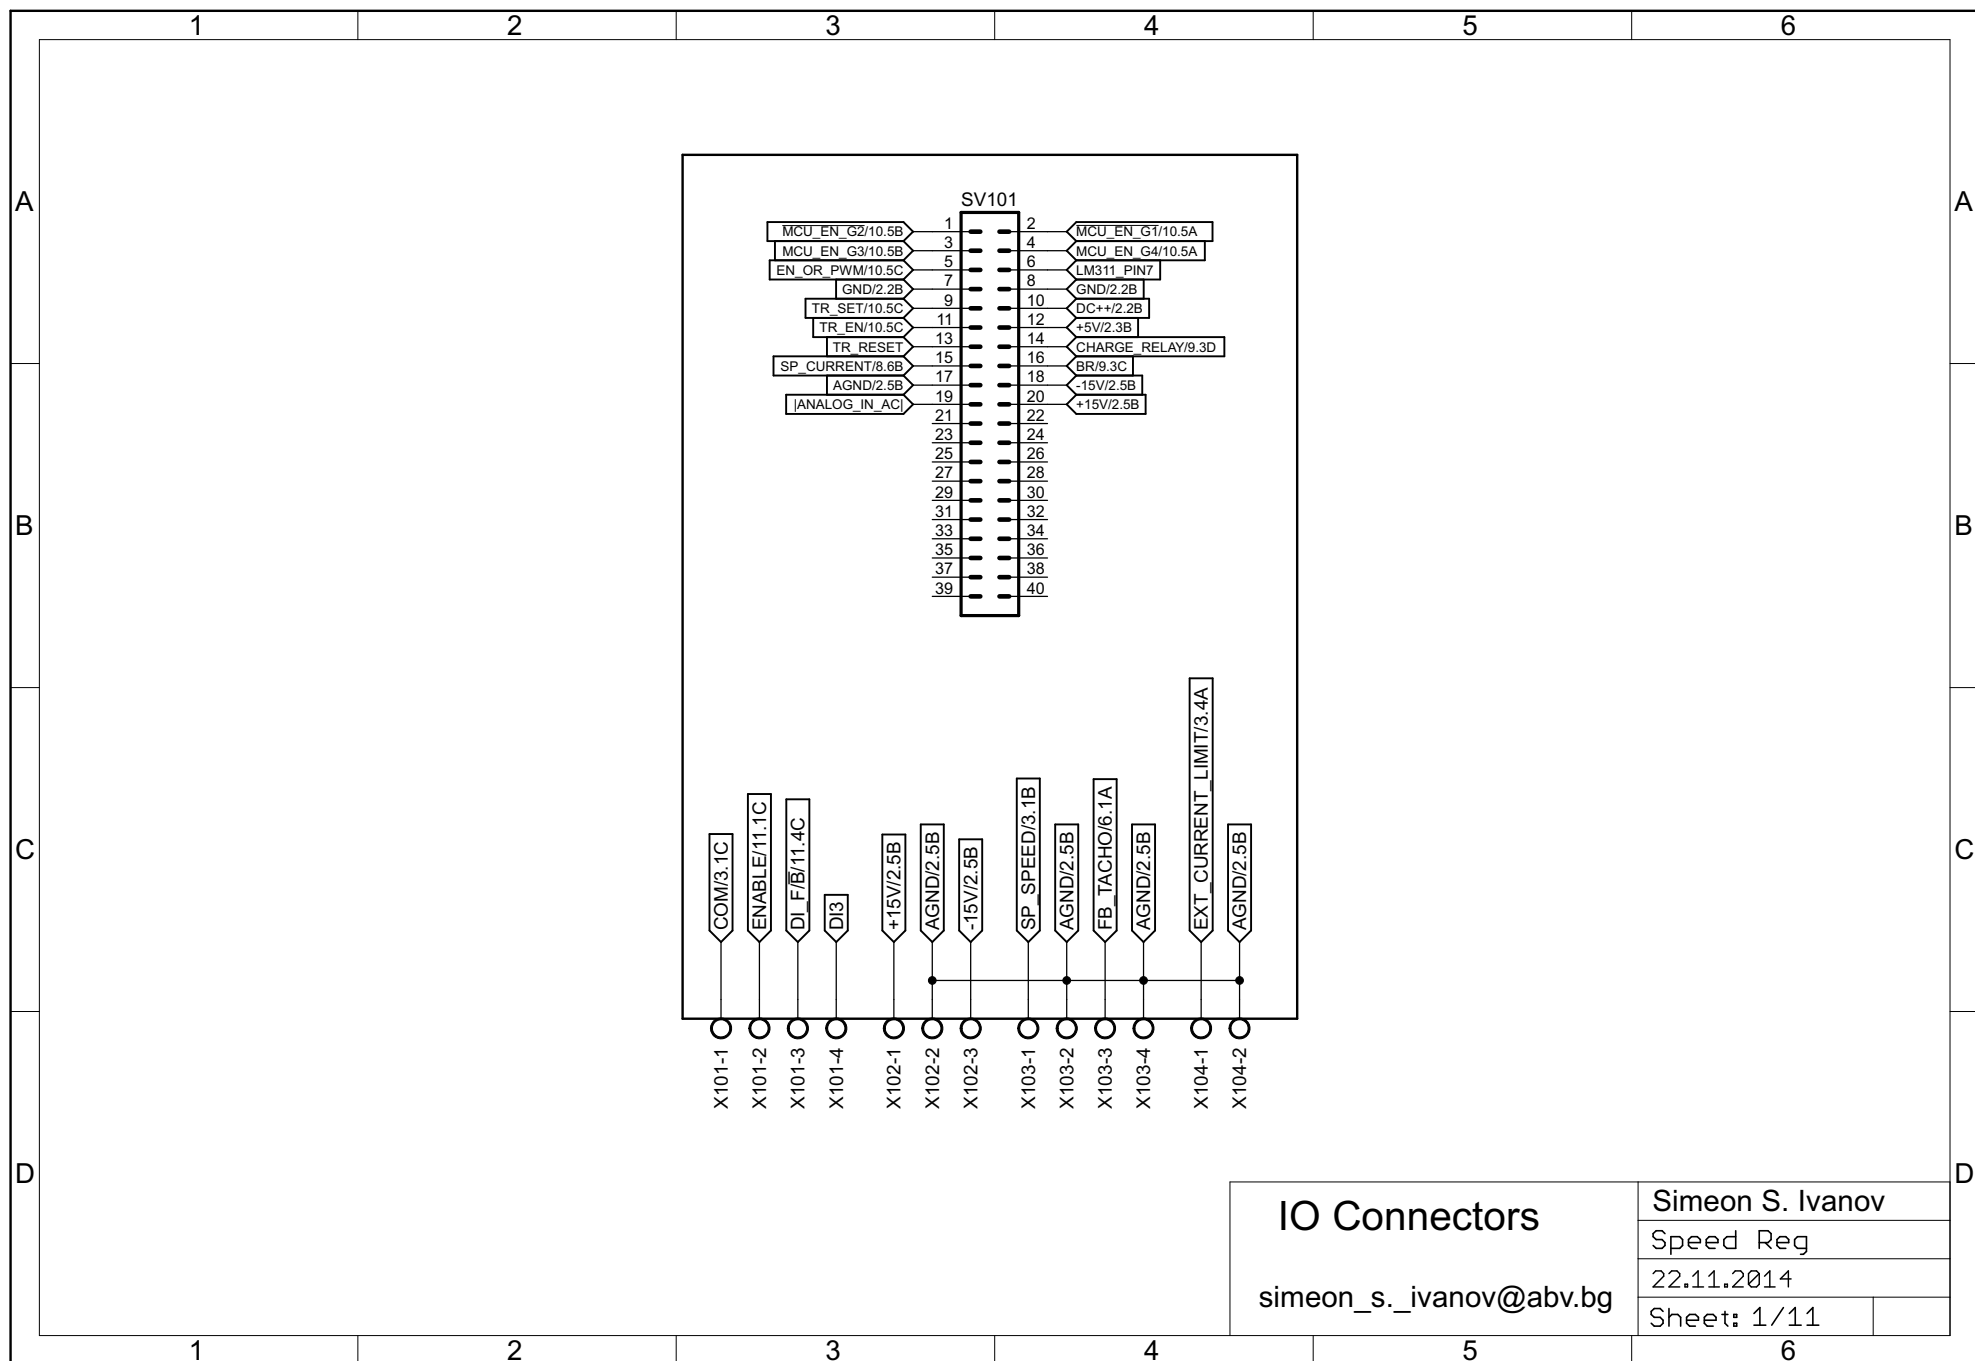 1 2 3 4 5 6
A A
SV101
MCU_EN_G2/10.5B 1 2 MCU_EN_G1/10.5A
MCU_EN_G3/10.5B 3 4 MCU_EN_G4/10.5A
EN_OR_PWM/10.5C 5 6 LM311_PIN7
GND/2.2B 7 8 GND/2.2B
TR_SET/10.5C 9 10 DC++/2.2B
TR_EN/10.5C 11 12 +5V/2.3B
TR_RESET 13 14 CHARGE_RELAY/9.3D
SP_CURRENT/8.6B 15 16 BR/9.3C
AGND/2.5B 17 18 -15V/2.5B
|ANALOG_IN_AC| 19 20 +15V/2.5B
21 22
23 24
25 26
27 28
29 30
31 32
B B
33 34
35 36
37 38
39 40
C C
COM/3.1C
ENABLE/11.1C
DI_F/B/11.4C
DI3
+15V/2.5B
AGND/2.5B
-15V/2.5B
SP_SPEED/3.1B
AGND/2.5B
FB_TACHO/6.1A
AGND/2.5B
EXT_CURRENT_LIMIT/3.4A
AGND/2.5B
X101-1
X101-2
X101-3
X101-4
X102-1
X102-2
X102-3
X103-1
X103-2
X103-3
X103-4
X104-1
X104-2
D D
IO Connectors
simeon_s._ivanov@abv.bg
Simeon S. Ivanov
Speed Reg
22.11.2014
Sheet: 1/11
1 2 3 4 5 6